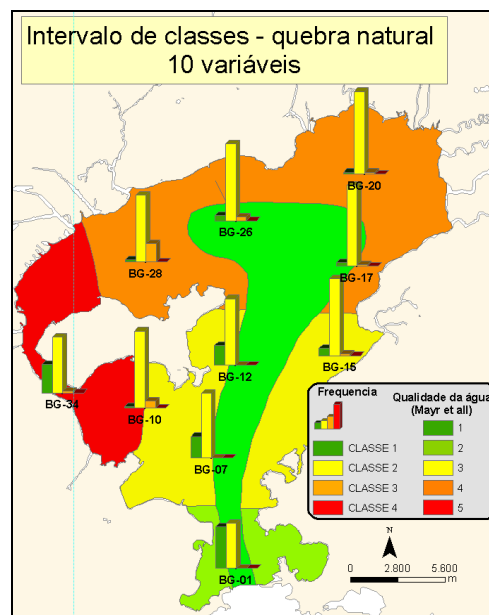 Intervalo de classes - quebra natural
10 variáveis
BG-20
BG-26
BG-17
BG-28
BG-15
BG-12
BG-34
BG-10
BG-07
BG-01
Frequencia
CLASSE 1
CLASSE 2
CLASSE 3
CLASSE 4
Qualidade da água
(Mayr et all)
1
2
3
4
5
N
0 2.800 5.600
m